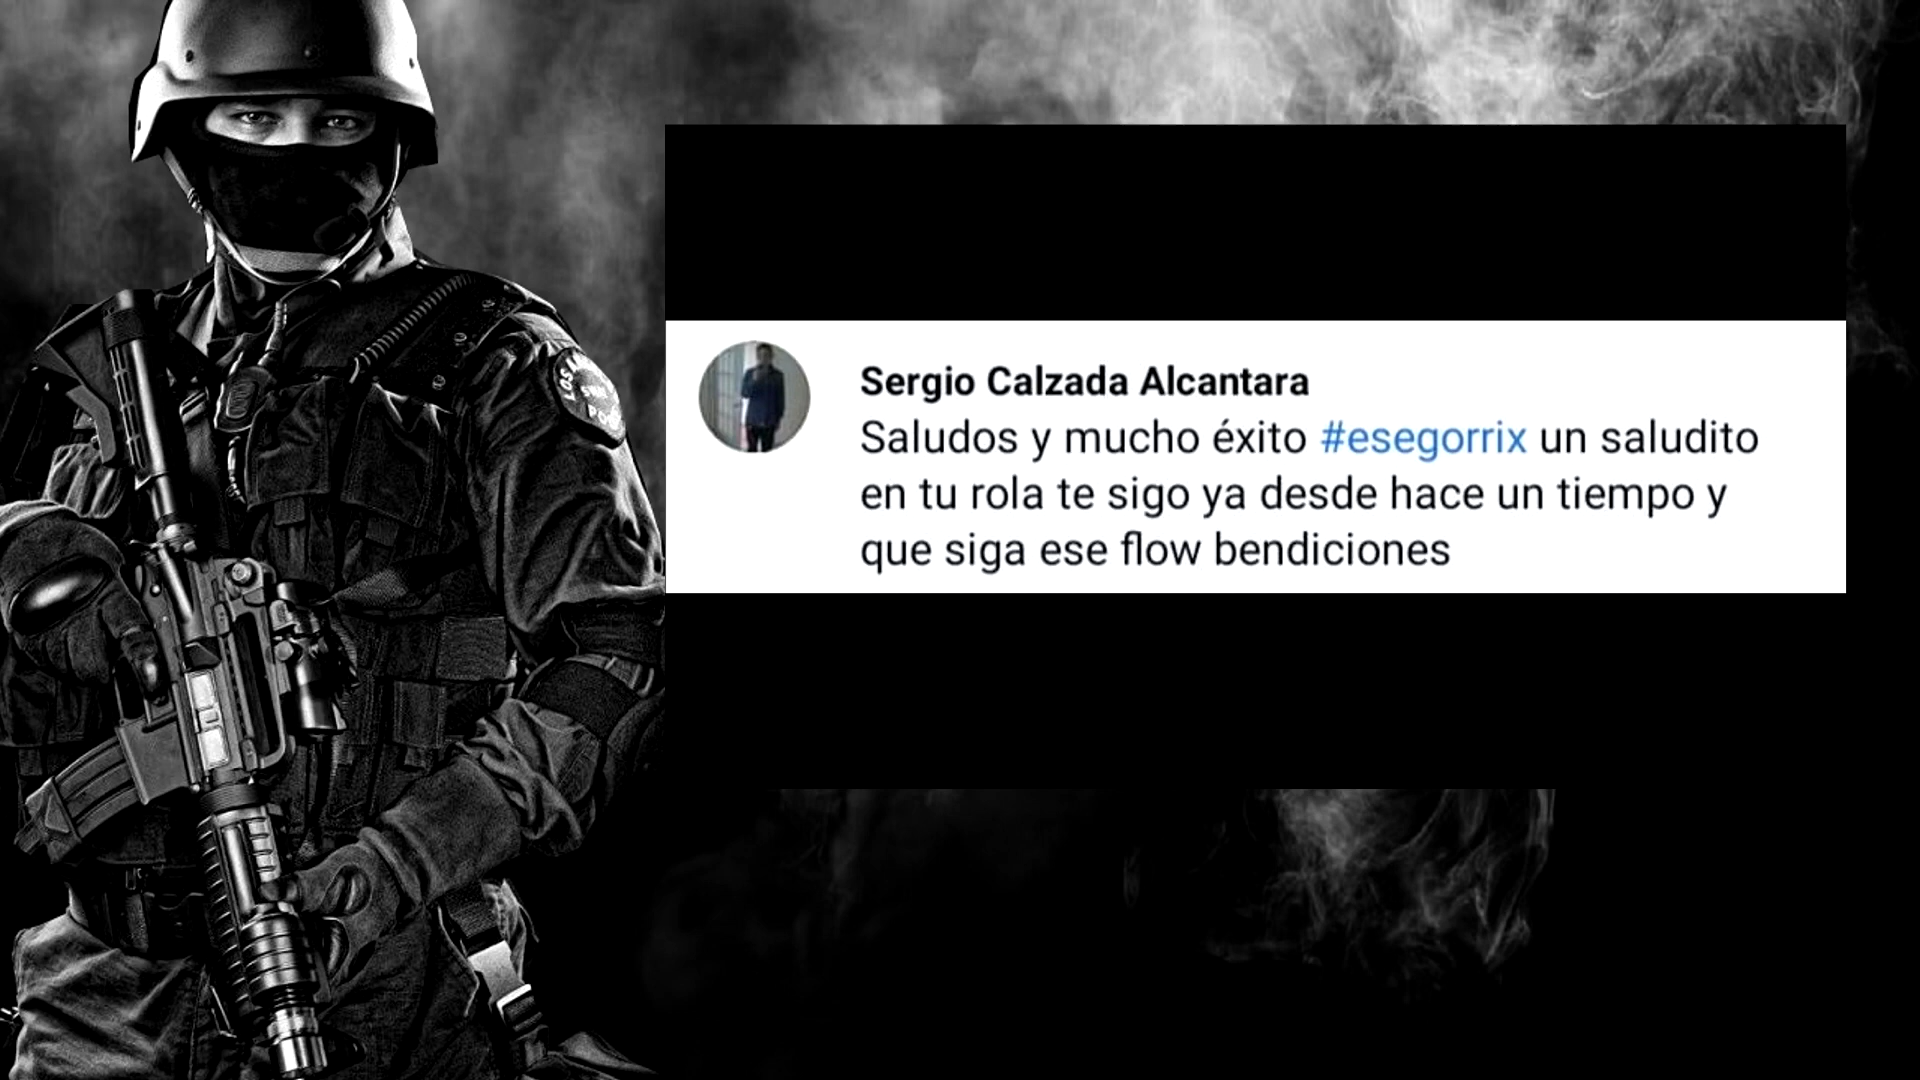 Sergio Calzada Alcantara
Saludos y mucho éxito #esegorrix un saludito
en tu rola te sigo ya desde hace un tiempo y
que siga ese flow bendiciones